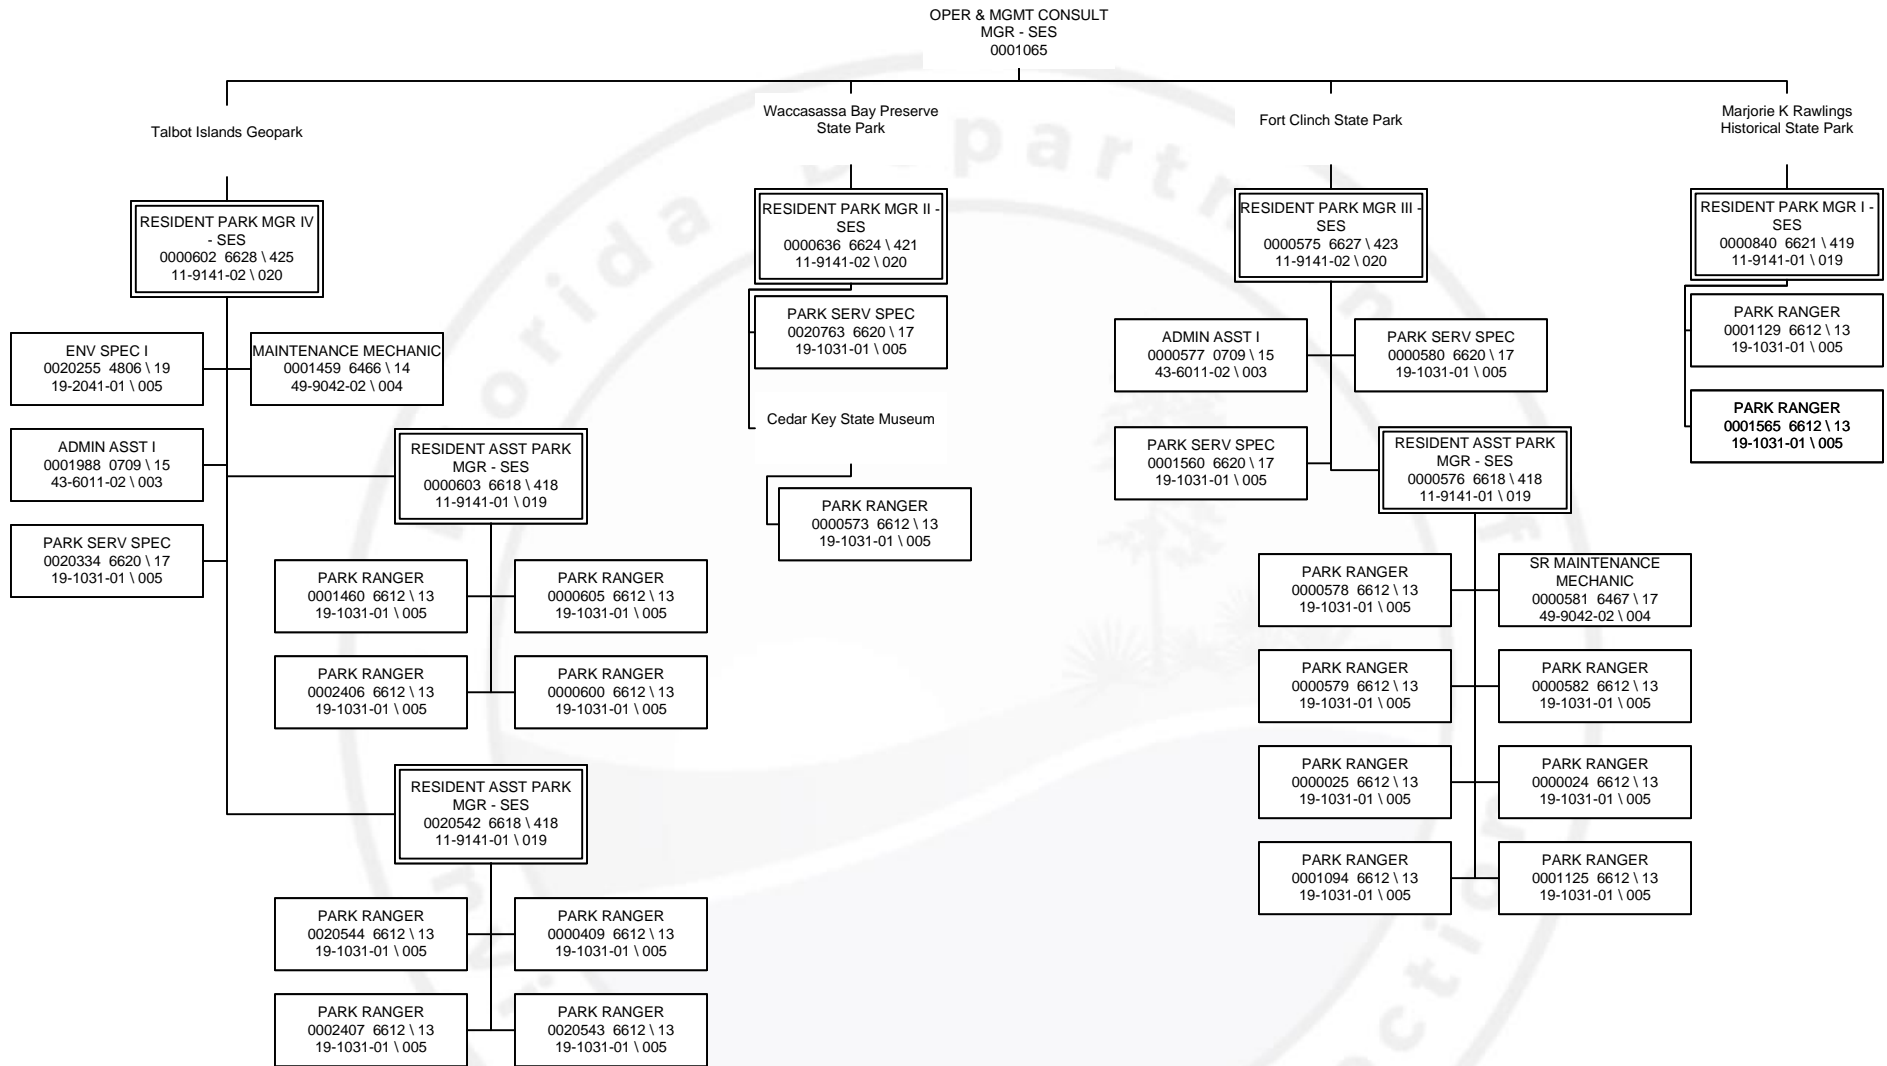 OPER & MGMT CONSULT
MGR - SES
0001065
Talbot Islands Geopark
RESIDENT PARK MGR IV
- SES
0000602 6628 \ 425
11-9141-02 \ 020
ENV SPEC I
0020255 4806 \ 19
19-2041-01 \ 005
MAINTENANCE MECHANIC
0001459 6466 \ 14
49-9042-02 \ 004
ADMIN ASST I
0001988 0709 \ 15
43-6011-02 \ 003
PARK SERV SPEC
0020334 6620 \ 17
19-1031-01 \ 005
RESIDENT ASST PARK
MGR - SES
0000603 6618 \ 418
11-9141-01 \ 019
PARK RANGER
0001460 6612 \ 13
19-1031-01 \ 005
PARK RANGER
0000605 6612 \ 13
19-1031-01 \ 005
PARK RANGER
0002406 6612 \ 13
19-1031-01 \ 005
PARK RANGER
0000600 6612 \ 13
19-1031-01 \ 005
RESIDENT ASST PARK
MGR - SES
0020542 6618 \ 418
11-9141-01 \ 019
PARK RANGER
0020544 6612 \ 13
19-1031-01 \ 005
PARK RANGER
0000409 6612 \ 13
19-1031-01 \ 005
PARK RANGER
0002407 6612 \ 13
19-1031-01 \ 005
PARK RANGER
0020543 6612 \ 13
19-1031-01 \ 005
Waccasassa Bay Preserve
State Park
RESIDENT PARK MGR II -
SES
0000636 6624 \ 421
11-9141-02 \ 020
PARK SERV SPEC
0020763 6620 \ 17
19-1031-01 \ 005
Cedar Key State Museum
PARK RANGER
0000573 6612 \ 13
19-1031-01 \ 005
Fort Clinch State Park
RESIDENT PARK MGR III -
SES
0000575 6627 \ 423
11-9141-02 \ 020
ADMIN ASST I
0000577 0709 \ 15
43-6011-02 \ 003
PARK SERV SPEC
0000580 6620 \ 17
19-1031-01 \ 005
PARK SERV SPEC
0001560 6620 \ 17
19-1031-01 \ 005
RESIDENT ASST PARK
MGR - SES
0000576 6618 \ 418
11-9141-01 \ 019
PARK RANGER
0000578 6612 \ 13
19-1031-01 \ 005
SR MAINTENANCE
MECHANIC
0000581 6467 \ 17
49-9042-02 \ 004
PARK RANGER
0000579 6612 \ 13
19-1031-01 \ 005
PARK RANGER
0000582 6612 \ 13
19-1031-01 \ 005
PARK RANGER
0000025 6612 \ 13
19-1031-01 \ 005
PARK RANGER
0000024 6612 \ 13
19-1031-01 \ 005
PARK RANGER
0001094 6612 \ 13
19-1031-01 \ 005
PARK RANGER
0001125 6612 \ 13
19-1031-01 \ 005
Marjorie K Rawlings
Historical State Park
RESIDENT PARK MGR I -
SES
0000840 6621 \ 419
11-9141-01 \ 019
PARK RANGER
0001129 6612 \ 13
19-1031-01 \ 005
PARK RANGER
0001565 6612 \ 13
19-1031-01 \ 005